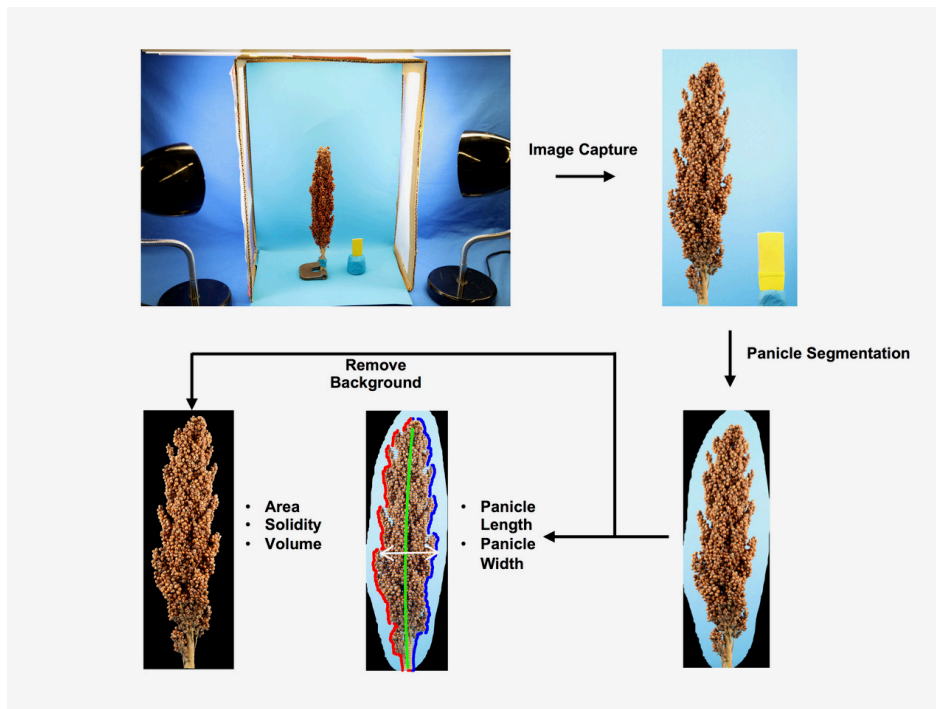 Image Capture
Panicle Segmentation
Remove
Background
• Area
• Solidity
• Volume
• Panicle
Length
• Panicle
Width